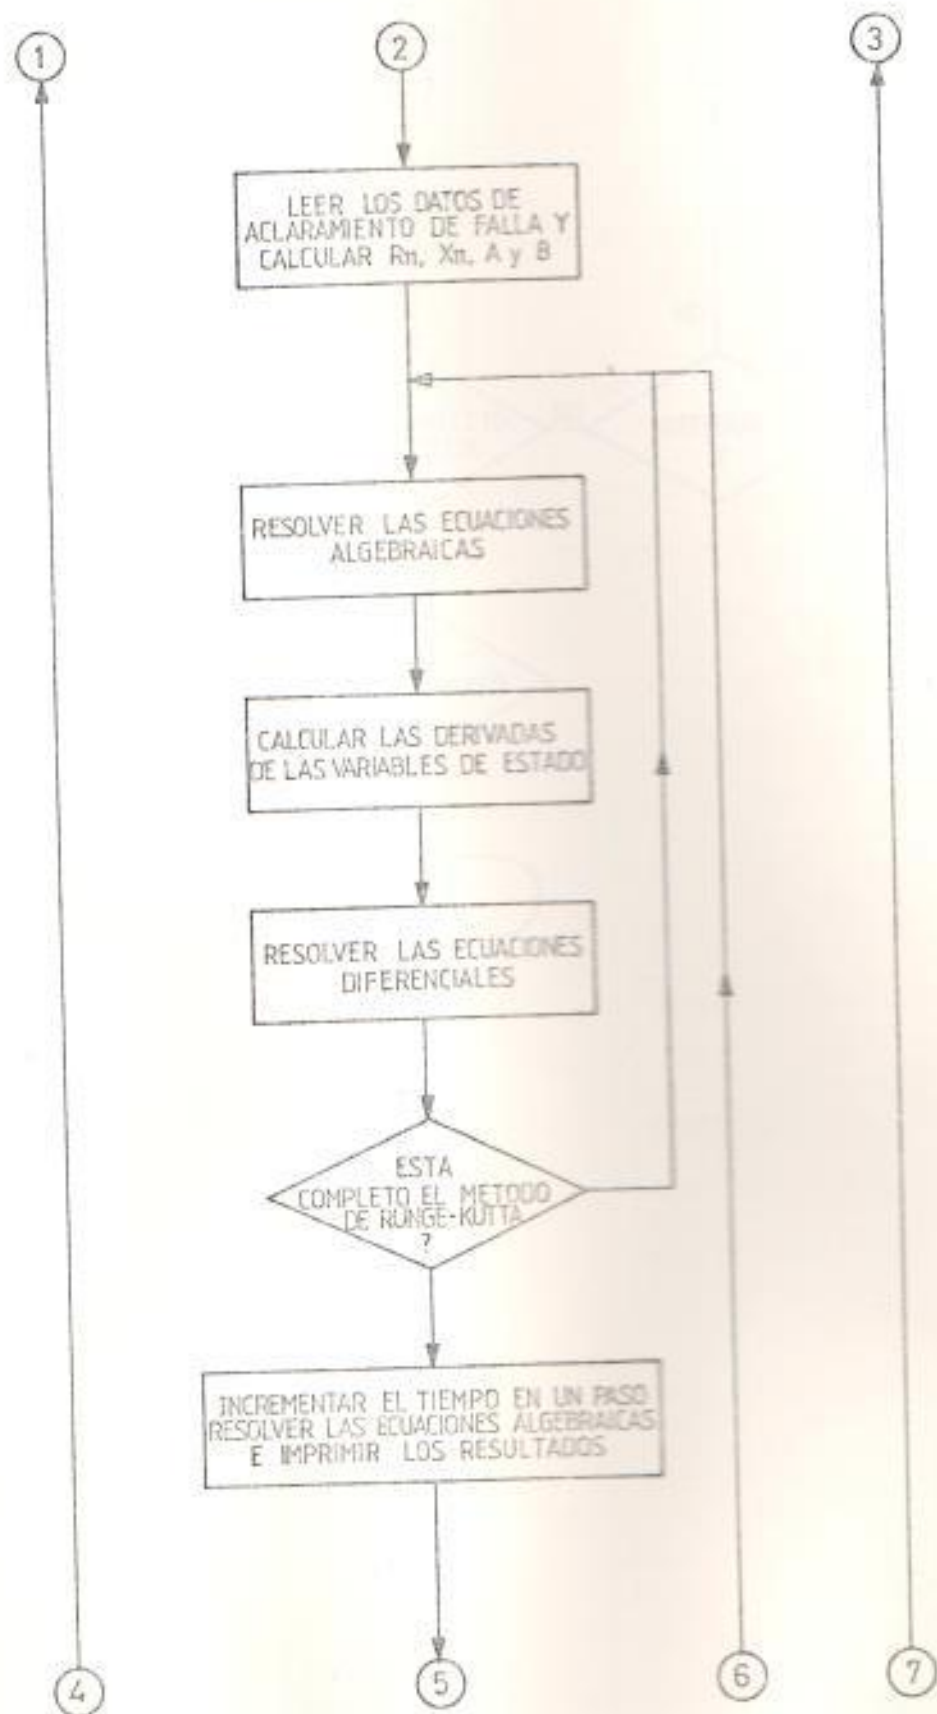 1
2
3
LEER LOS DATOS DE
ACLARAMIENTO DE FALLA Y
CALCULAR Rn, Xn, A y B
RESOLVER LAS ECUACIONES
ALGEBRAICAS
CALCULAR LAS DERIVADAS
DE LAS VARIABLES DE ESTADO
RESOLVER LAS ECUACIONES
DIFERENCIALES
ESTA
COMPLETO EL METODO
DE RUNGE-KUTTA
?
INCREMENTAR EL TIEMPO EN UN PASO
RESOLVER LAS ECUACIONES ALGEBRAICAS
E IMPRIMIR LOS RESULTADOS
4
5
6
7